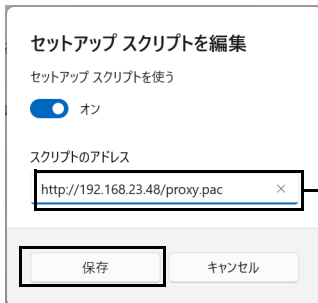 セットアップ スクリプトを編集
セットアップ スクリプトを使う
オン
スクリプトのアドレス
http://192.168.23.48/proxy.pac
保存
キャンセル